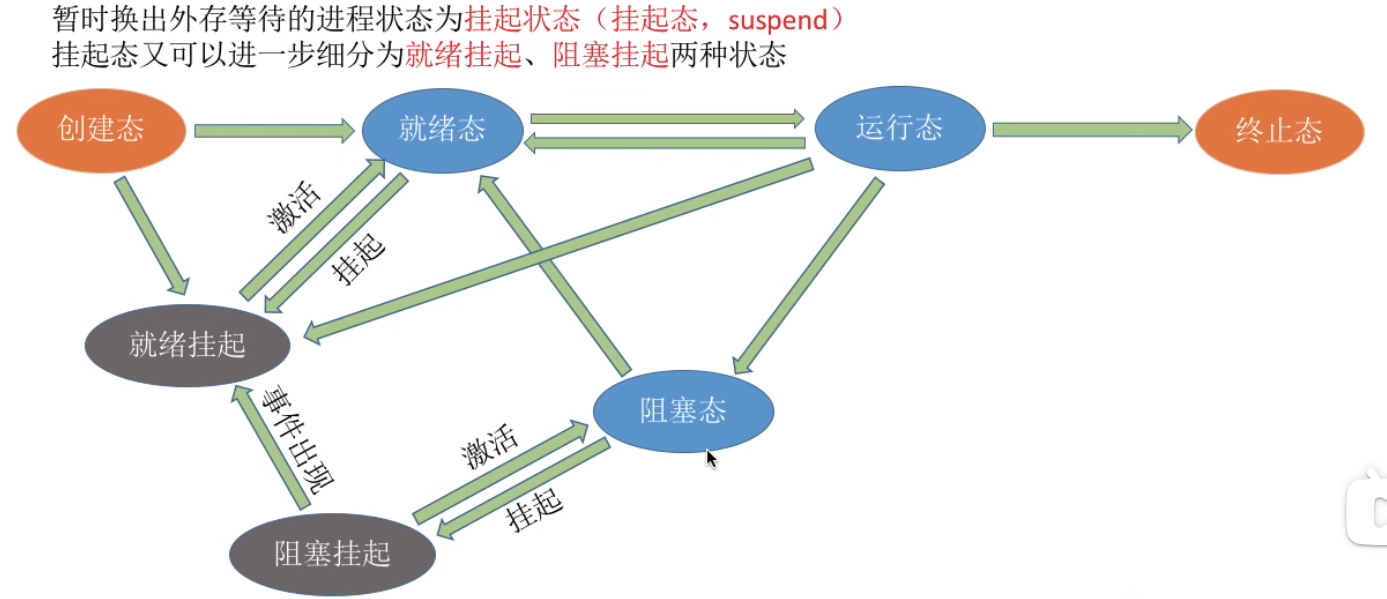 暂时换出外存等待的进程状态为挂起状态（挂起态，suspend）
挂起态又可以进一步细分为就绪挂起、阻塞挂起两种状态
创建态
就绪态
运行态
终止态
激活
挂起
就绪挂起
事件出现
阻塞态
激活
挂起
阻塞挂起